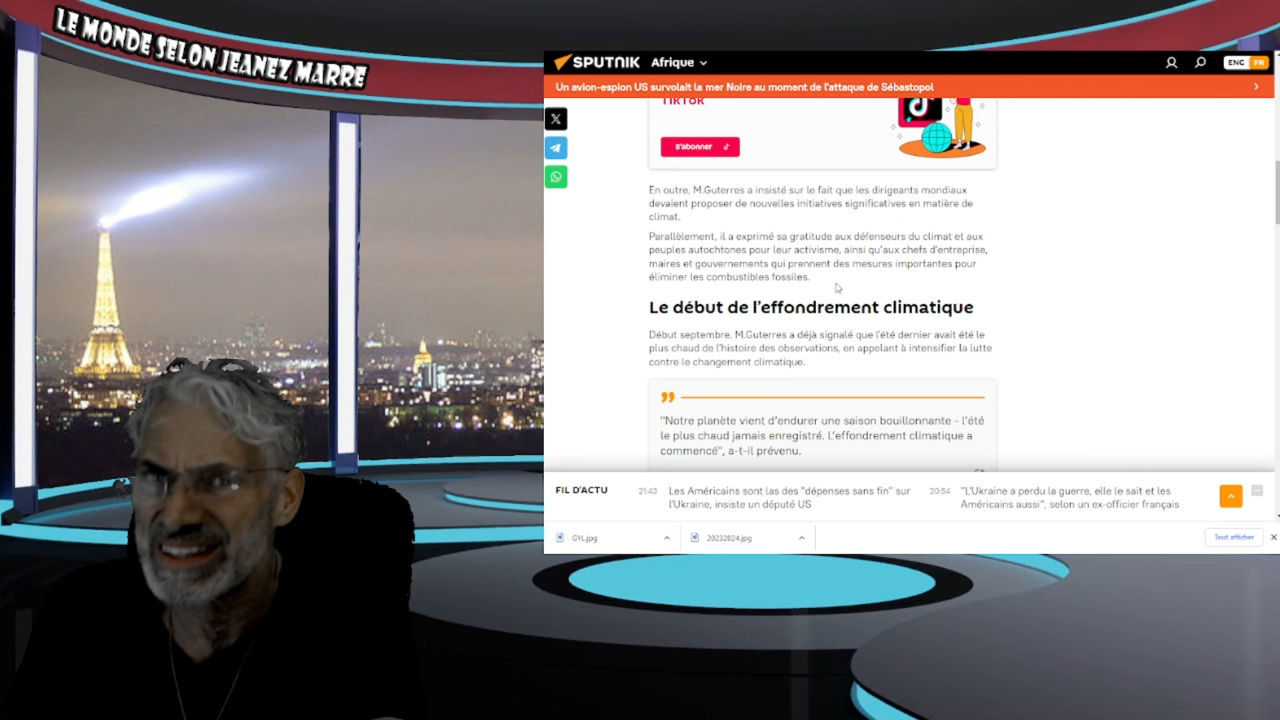 LE MONDE SELON JEANEZ MARRE
SPUTNIK Afrique
ENG FR
Un avion-espion US survolait la mer Noire au moment de l'attaque de Sébastopol
TIKTOK
S'abonner
En outre, M.Guterres a insisté sur le fait que les dirigeants mondiaux
devaient proposer de nouvelles initiatives significatives en matière de
climat.
Parallèlement, il a exprimé sa gratitude aux défenseurs du climat et aux
peuples autochtones pour leur activisme, ainsi qu'aux chefs d'entreprise,
maires et gouvernements qui prennent des mesures importantes pour
éliminer les combustibles fossiles.
Le début de l'effondrement climatique
Début septembre, M.Guterres a déjà signalé que l'été dernier avait été le
plus chaud de l'histoire des observations, en appelant à intensifier la lutte
contre le changement climatique.
"Notre planète vient d'endurer une saison bouillonnante - l'été
le plus chaud jamais enregistré. L'effondrement climatique a
commencé", a-t-il prévenu.
FIL D'ACTU
21:43 Les Américains sont las des "dépenses sans fin" sur
l'Ukraine, insiste un député US
20:54 "L'Ukraine a perdu la guerre, elle le sait et les
Américains aussi", selon un ex-officier français
GYL.jpg
20232024.jpg
Tout afficher